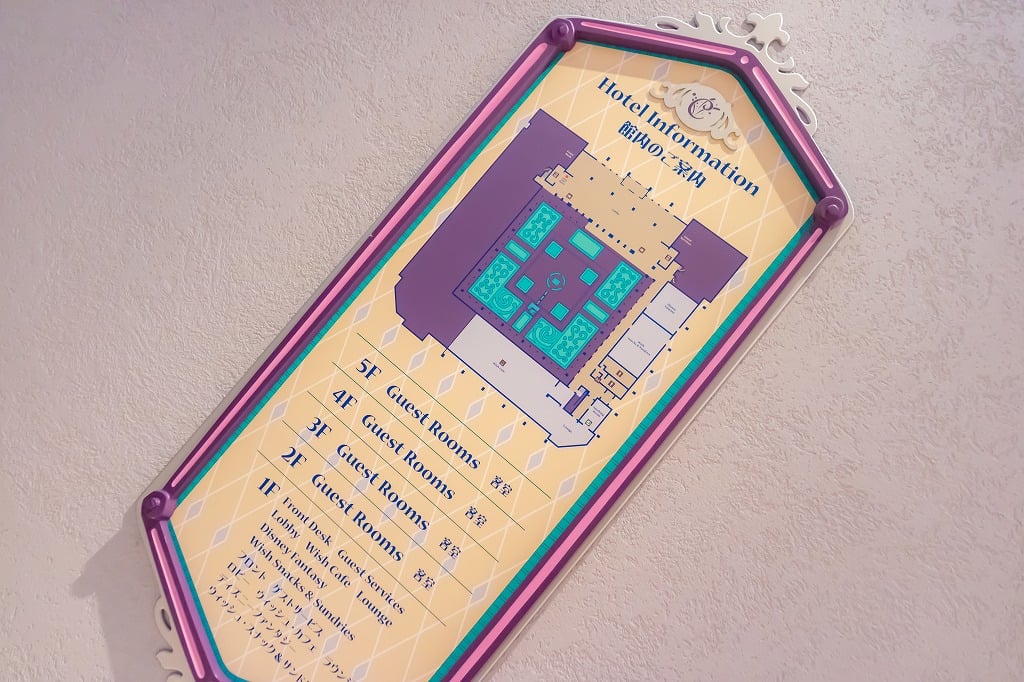 Hotel Information
館内のご案内
5F Guest Rooms 客室
4F Guest Rooms 客室
3F Guest Rooms 客室
2F Guest Rooms 客室
1F Front Desk Guest Services
Lobby Wish Cafe Lounge
Disney Fantasy
Wish Snacks & Sundries
フロント ゲストサービス
ロビー ウィッシュ・カフェ ラウンジ
ディズニーファンタジー
ウィッシュ・スナック&サンド